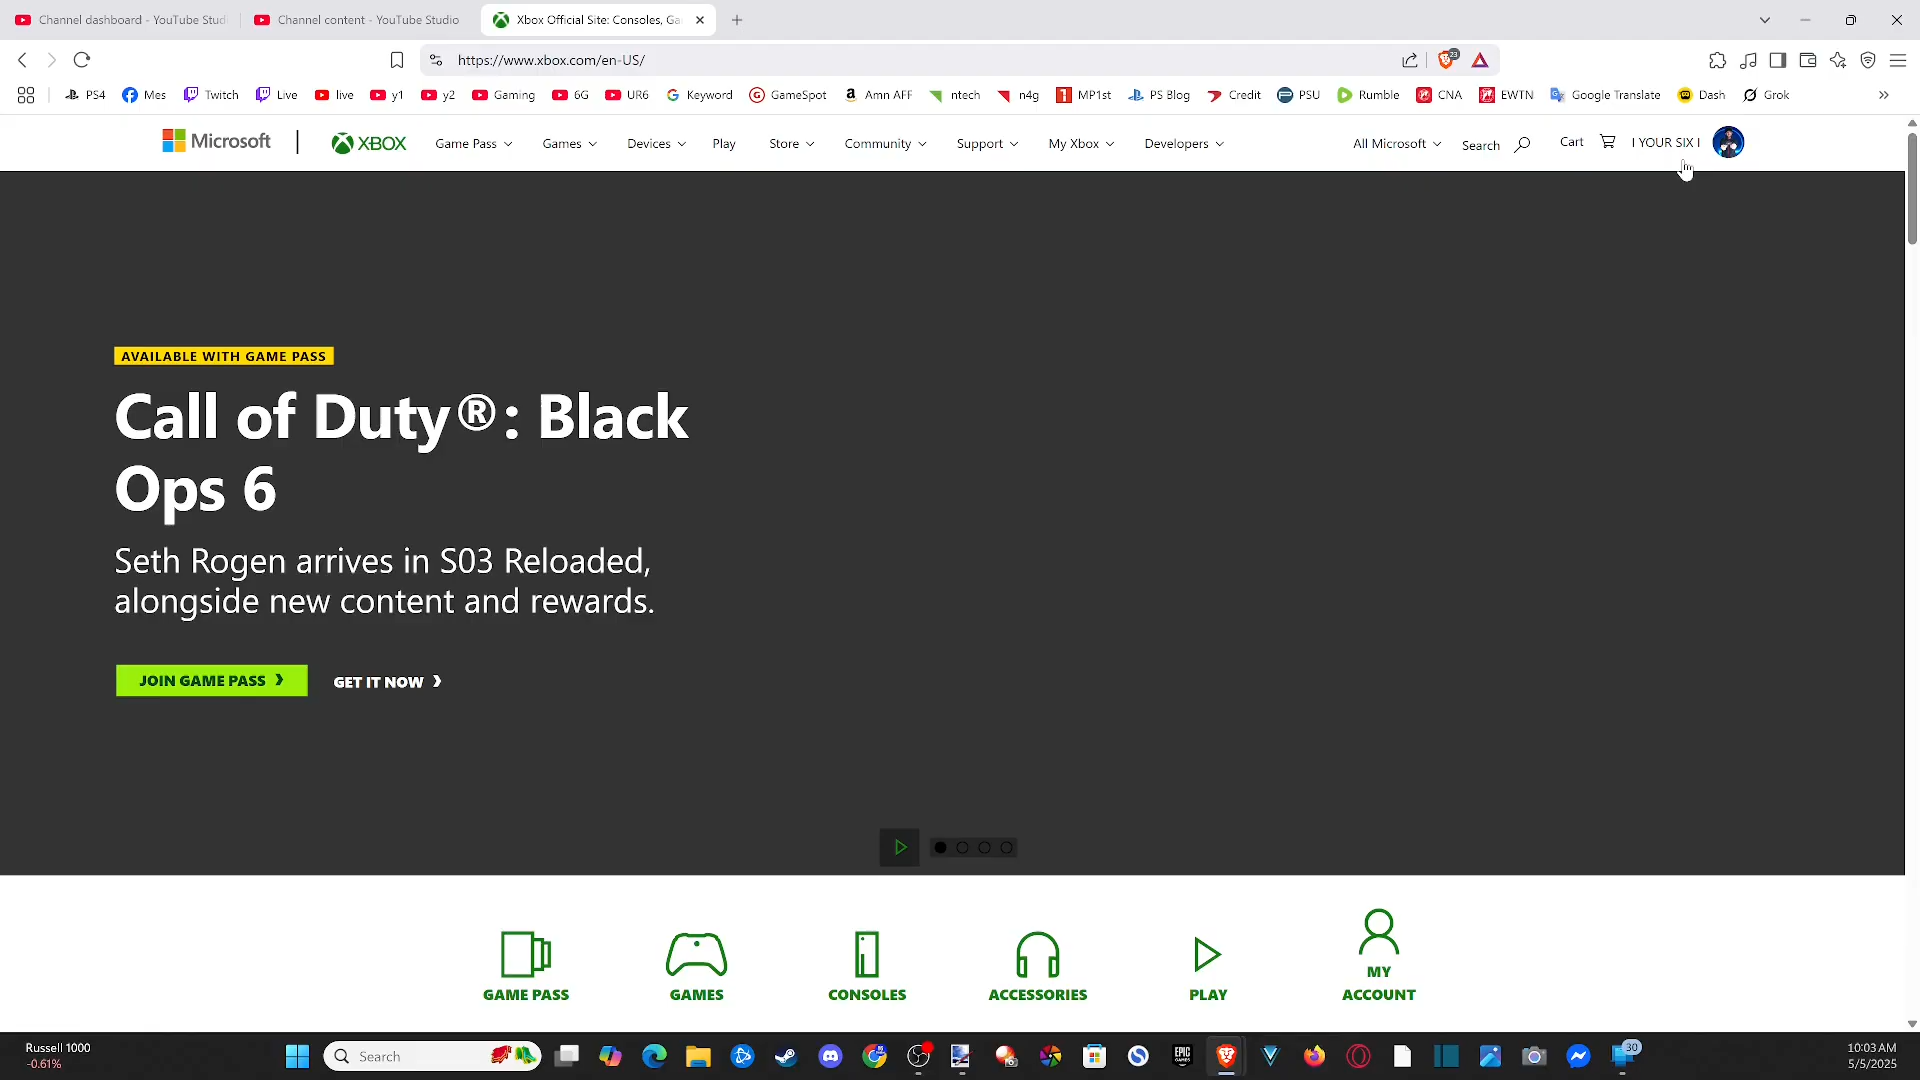 Channel dashboard - YouTube Stud
Channel content - YouTube Studio
Xbox Official Site: Consoles, Ga
https://www.xbox.com/en-US/
23
PS4
Mes
Twitch
Live
live
y1
y2
Gaming
6G
UR6
Keyword
GameSpot
Amn AFF
ntech
n4g
MP1st
PS Blog
Credit
PSU
Rumble
CNA
EWTN
Google Translate
Dash
Grok
Microsoft
XBOX
Game Pass
Games
Devices
Play
Store
Community
Support
My Xbox
Developers
All Microsoft
Search
Cart
I YOUR SIX I
AVAILABLE WITH GAME PASS
Call of Duty®: Black
Ops 6
Seth Rogen arrives in S03 Reloaded,
alongside new content and rewards.
JOIN GAME PASS
GET IT NOW
GAME PASS
GAMES
CONSOLES
ACCESSORIES
PLAY
MY
ACCOUNT
Russell 1000
-0.61%
Search
EPIC
GAMES
30
10:03 AM
5/5/2025